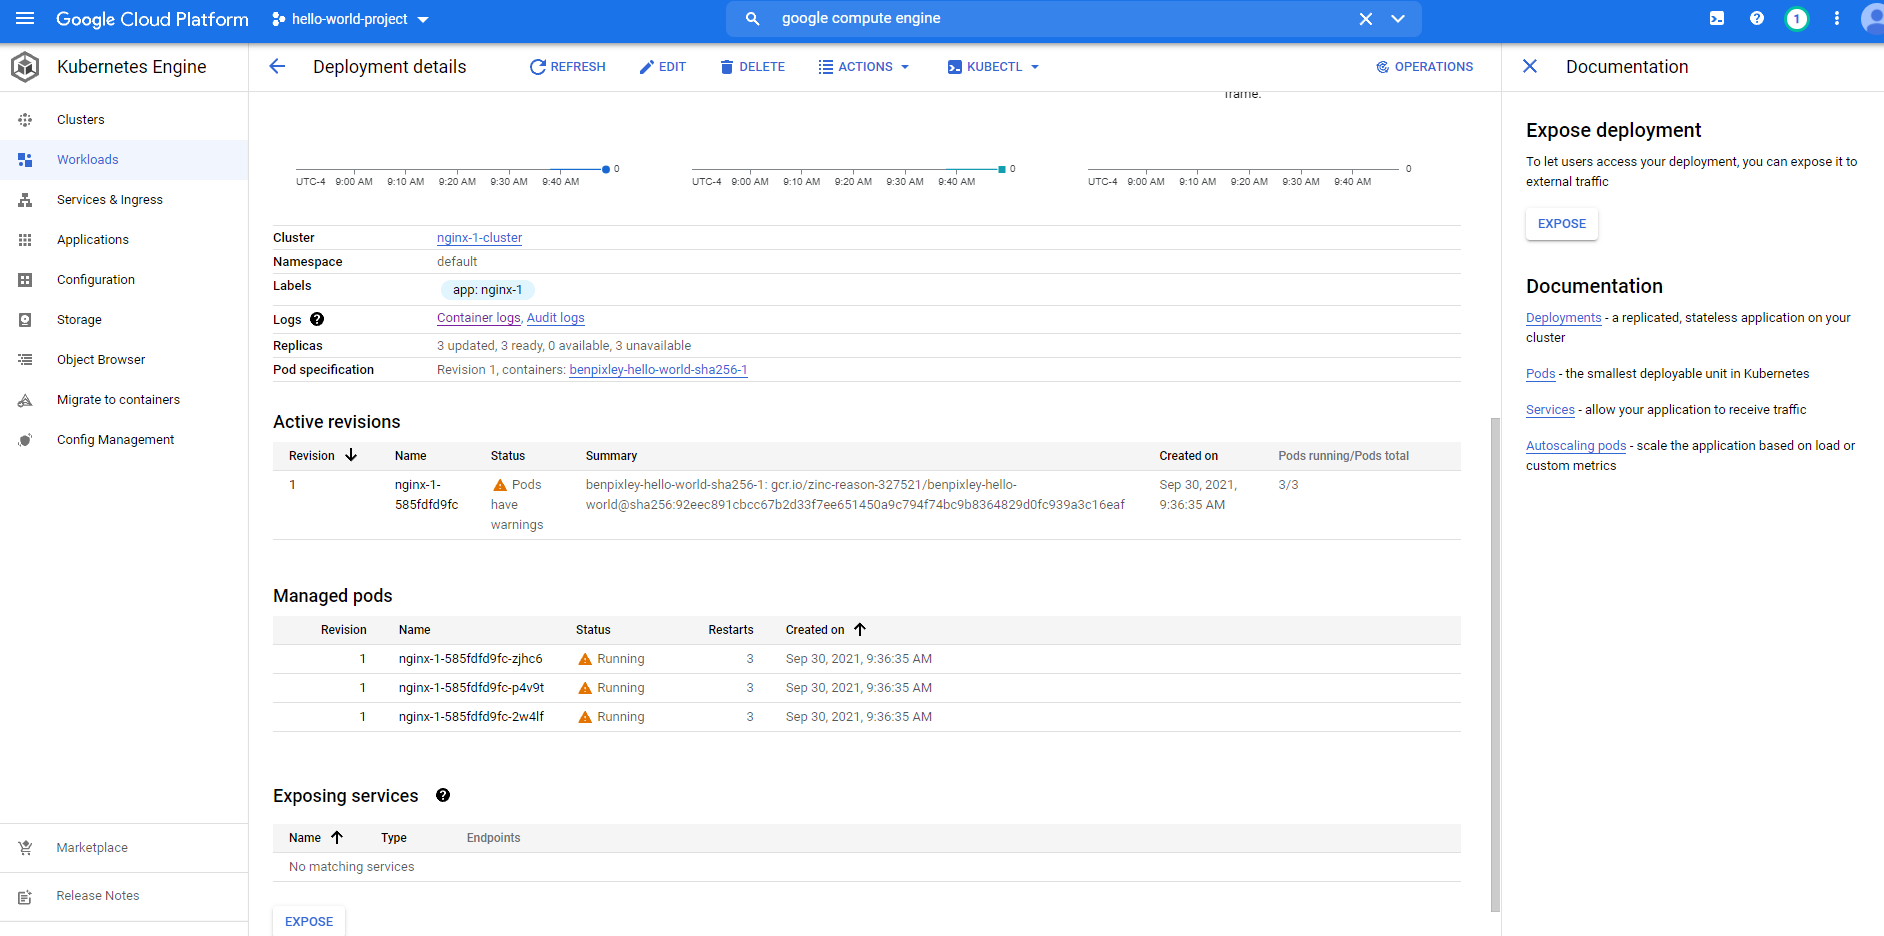 Google Cloud Platform
hello-world-project
google compute engine
1
Kubernetes Engine
Clusters
Workloads
Services & Ingress
Applications
Configuration
Storage
Object Browser
Migrate to containers
Config Management
Marketplace
Release Notes
Deployment details
REFRESH
EDIT
DELETE
ACTIONS
KUBECTL
OPERATIONS
frame.
0
UTC-4 9:00 AM 9:10 AM 9:20 AM 9:30 AM 9:40 AM
0
UTC-4 9:00 AM 9:10 AM 9:20 AM 9:30 AM 9:40 AM
0
UTC-4 9:00 AM 9:10 AM 9:20 AM 9:30 AM 9:40 AM
Cluster nginx-1-cluster
Namespace default
Labels app: nginx-1
Logs ? Container logs, Audit logs
Replicas 3 updated, 3 ready, 0 available, 3 unavailable
Pod specification Revision 1, containers: benpixley-hello-world-sha256-1
Active revisions
Revision Name Status Summary Created on Pods running/Pods total
1 nginx-1- Pods benpixley-hello-world-sha256-1: gcr.io/zinc-reason-327521/benpixley-hello- Sep 30, 2021, 3/3
585fdfd9fc have world@sha256:92eec891cbcc67b2d33f7ee651450a9c794f74bc9b8364829d0fc939a3c16eaf 9:36:35 AM
warnings
Managed pods
Revision Name Status Restarts Created on
1 nginx-1-585fdfd9fc-zjhc6 Running 3 Sep 30, 2021, 9:36:35 AM
1 nginx-1-585fdfd9fc-p4v9t Running 3 Sep 30, 2021, 9:36:35 AM
1 nginx-1-585fdfd9fc-2w4lf Running 3 Sep 30, 2021, 9:36:35 AM
Exposing services ?
Name Type Endpoints
No matching services
EXPOSE
Documentation
Expose deployment
To let users access your deployment, you can expose it to
external traffic
EXPOSE
Documentation
Deployments - a replicated, stateless application on your
cluster
Pods - the smallest deployable unit in Kubernetes
Services - allow your application to receive traffic
Autoscaling pods - scale the application based on load or
custom metrics